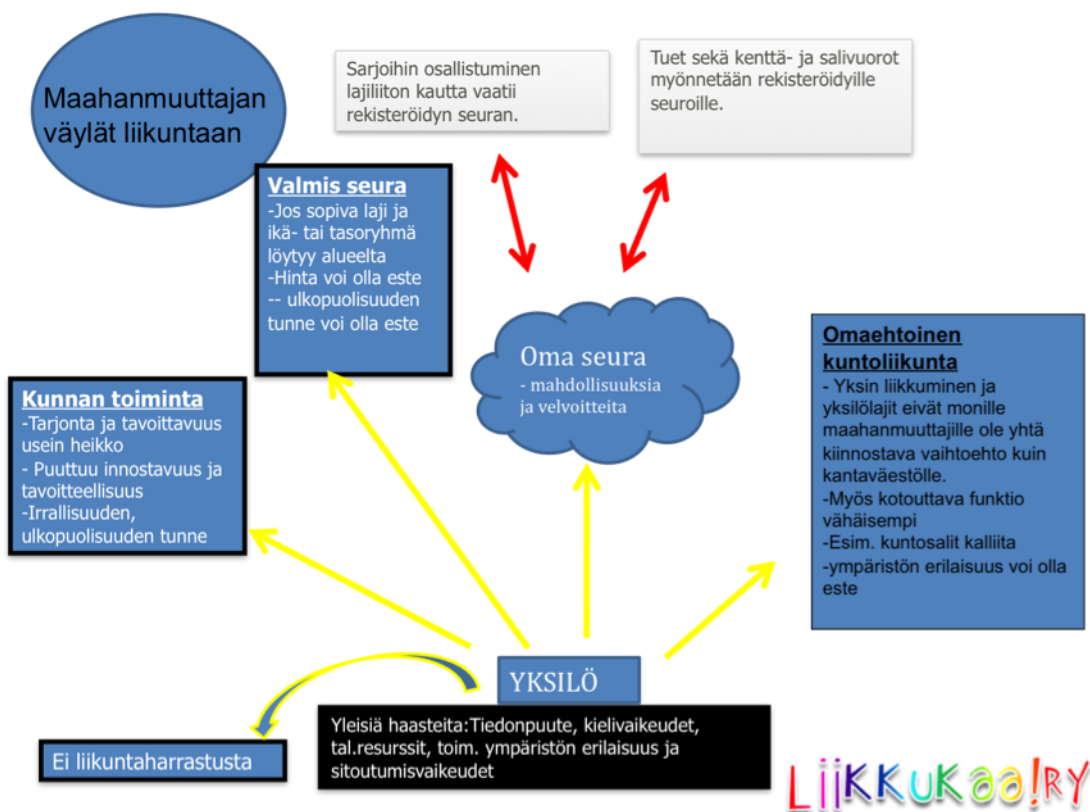 Maahanmuuttajan
väylät liikuntaan
Sarjoihin osallistuminen
lajiliiton kautta vaatii
rekisteröidyn seuran.
Tuet sekä kenttä- ja salivuorot
myönnetään rekisteröidyille
seuroille.
Valmis seura
-Jos sopiva laji ja
ikä- tai tasoryhmä
löytyy alueelta
-Hinta voi olla este
-- ulkopuolisuuden
tunne voi olla este
Oma seura
- mahdollisuuksia
ja velvoitteita
Omaehtoinen
kuntoliikunta
- Yksin liikkuminen ja
yksilölajit eivät monille
maahanmuuttajille ole yhtä
kiinnostava vaihtoehto kuin
kantaväestölle.
-Myös kotouttava funktio
vähäisempi
-Esim. kuntosalit kalliita
-ympäristön erilaisuus voi olla
este
Kunnan toiminta
-Tarjonta ja tavoittavuus
usein heikko
- Puuttuu innostavuus ja
tavoitteellisuus
-Irrallisuuden,
ulkopuolisuuden tunne
YKSILÖ
Yleisiä haasteita:Tiedonpuute, kielivaikeudet,
tal.resurssit, toim. ympäristön erilaisuus ja
sitoutumisvaikeudet
Ei liikuntaharrastusta
LiiKKUKaa!RY